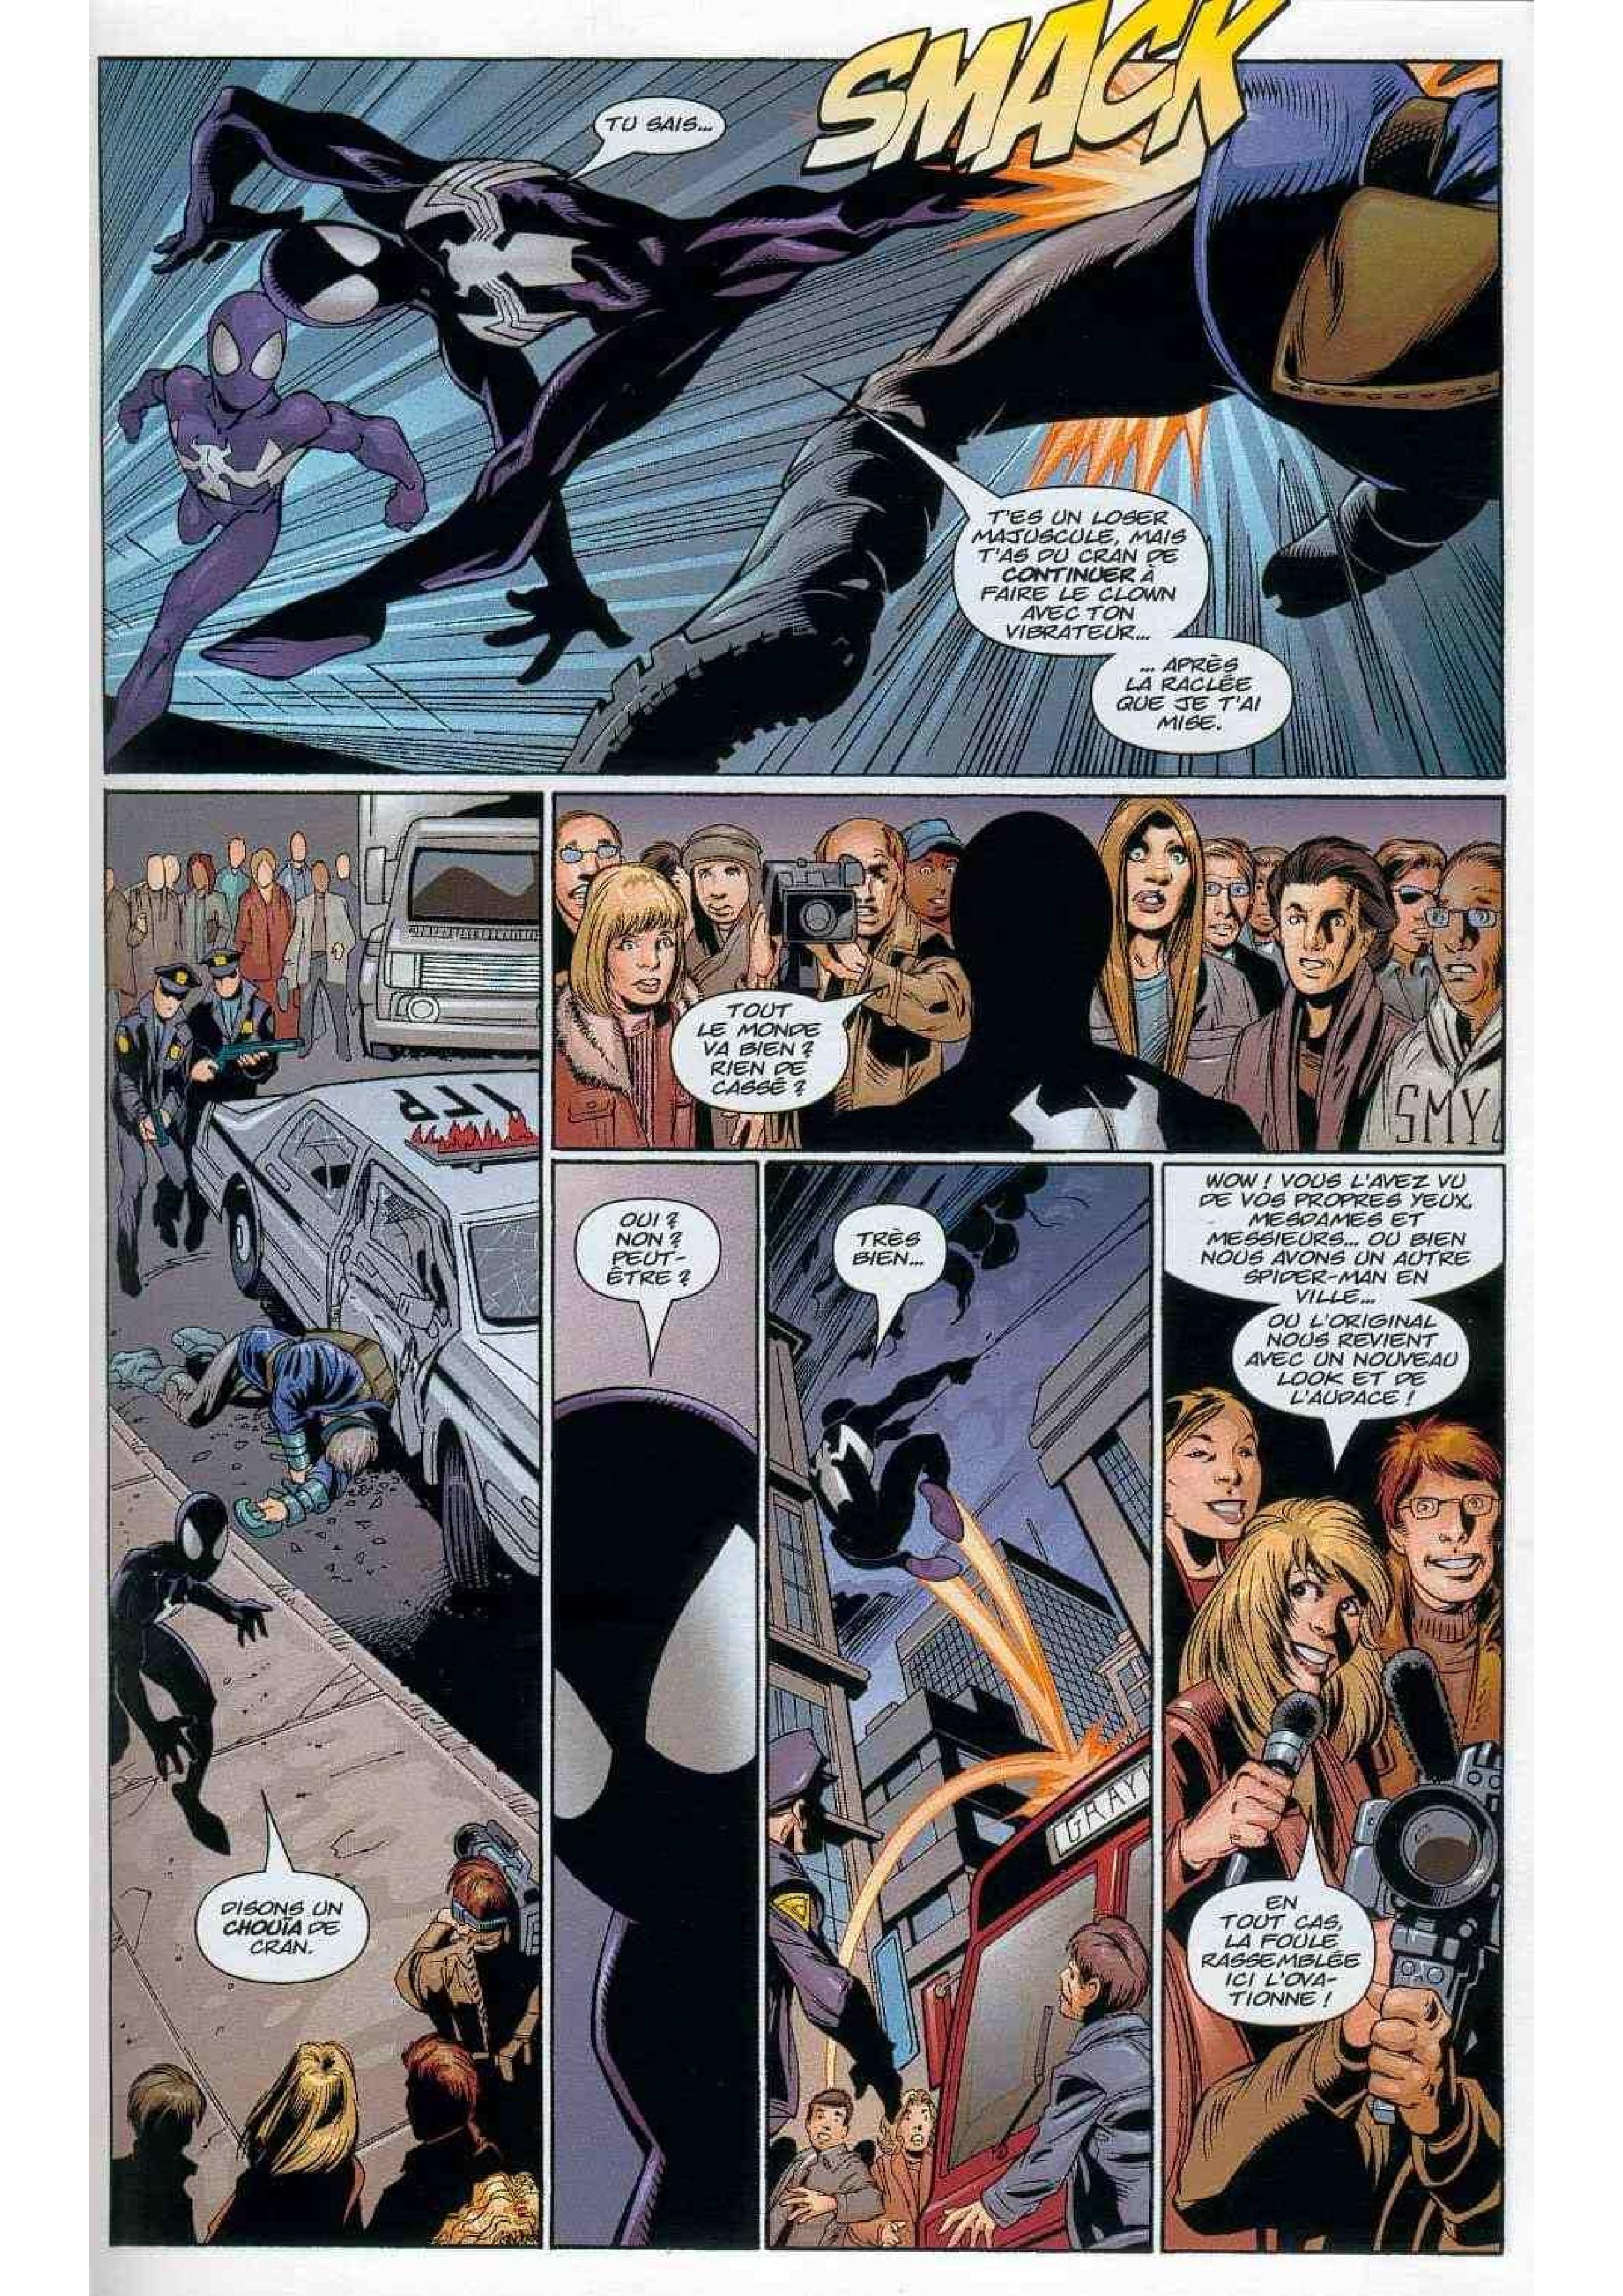 SMACK
TU SAIS...
T'ES UN LOSER
MAJUSCULE, MAIS
T'AS DU CRAN DE
CONTINUER À
FAIRE LE CLOWN
AVEC TON
VIBRATEUR...
... APRÈS
LA RACLÉE
QUE JE T'AI
MISE.
DISONS UN
CHOUÏA DE
CRAN.
TOUT
LE MONDE
VA BIEN ?
RIEN DE
CASSÉ ?
SMY
OUI ?
NON ?
PEUT-
ÊTRE ?
TRÈS
BIEN...
GRAY
WOW ! VOUS L'AVEZ VU
DE VOS PROPRES YEUX,
MESDAMES ET
MESSIEURS... OU BIEN
NOUS AVONS UN AUTRE
SPIDER-MAN EN
VILLE...
OU L'ORIGINAL
NOUS REVIENT
AVEC UN NOUVEAU
LOOK ET DE
L'AUDACE !
EN
TOUT CAS,
LA FOULE
RASSEMBLÉE
ICI L'OVA-
TIONNE !